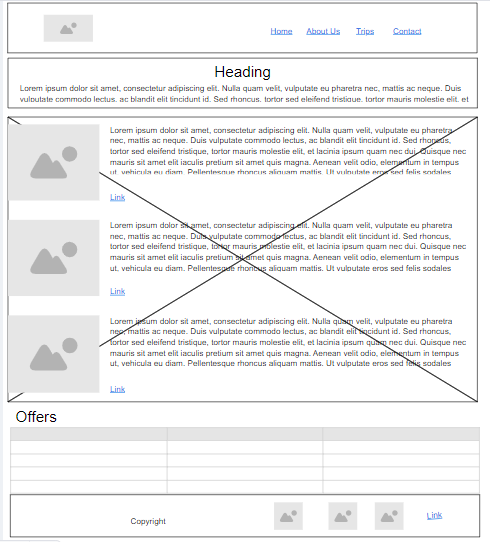 Home About Us Trips Contact
Heading
Lorem ipsum dolor sit amet, consectetur adipiscing elit. Nulla quam velit, vulputate eu pharetra nec, mattis ac neque. Duis
vulputate commodo lectus, ac blandit elit tincidunt id. Sed rhoncus, tortor sed eleifend tristique, tortor mauris molestie elit, et
Lorem ipsum dolor sit amet, consectetur adipiscing elit. Nulla quam velit, vulputate eu pharetra
nec, mattis ac neque. Duis vulputate commodo lectus, ac blandit elit tincidunt id. Sed rhoncus,
tortor sed eleifend tristique, tortor mauris molestie elit, et lacinia ipsum quam nec dui. Quisque nec
mauris sit amet elit iaculis pretium sit amet quis magna. Aenean velit odio, elementum in tempus
ut, vehicula eu diam. Pellentesque rhoncus aliquam mattis. Ut vulputate eros sed felis sodales
Link
Lorem ipsum dolor sit amet, consectetur adipiscing elit. Nulla quam velit, vulputate eu pharetra
nec, mattis ac neque. Duis vulputate commodo lectus, ac blandit elit tincidunt id. Sed rhoncus,
tortor sed eleifend tristique, tortor mauris molestie elit, et lacinia ipsum quam nec dui. Quisque nec
mauris sit amet elit iaculis pretium sit amet quis magna. Aenean velit odio, elementum in tempus
ut, vehicula eu diam. Pellentesque rhoncus aliquam mattis. Ut vulputate eros sed felis sodales
Link
Lorem ipsum dolor sit amet, consectetur adipiscing elit. Nulla quam velit, vulputate eu pharetra
nec, mattis ac neque. Duis vulputate commodo lectus, ac blandit elit tincidunt id. Sed rhoncus,
tortor sed eleifend tristique, tortor mauris molestie elit, et lacinia ipsum quam nec dui. Quisque nec
mauris sit amet elit iaculis pretium sit amet quis magna. Aenean velit odio, elementum in tempus
ut, vehicula eu diam. Pellentesque rhoncus aliquam mattis. Ut vulputate eros sed felis sodales
Link
Offers
Copyright
Link